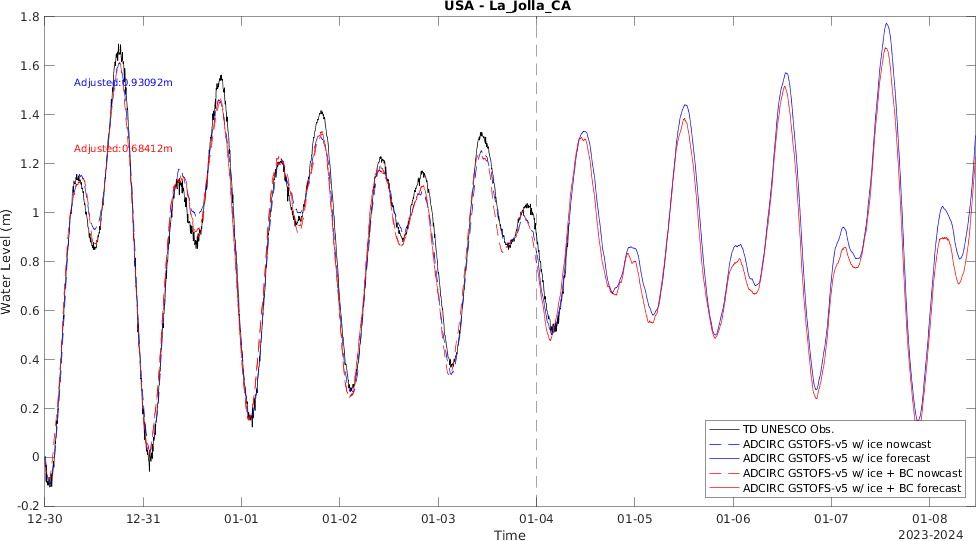 USA - La_Jolla_CA
1.8
1.6
1.4
1.2
1
0.8
0.6
0.4
0.2
0
-0.2
Water Level (m)
Adjusted:0.93092m
Adjusted:0.68412m
TD UNESCO Obs.
ADCIRC GSTOFS-v5 w/ ice nowcast
ADCIRC GSTOFS-v5 w/ ice forecast
ADCIRC GSTOFS-v5 w/ ice + BC nowcast
ADCIRC GSTOFS-v5 w/ ice + BC forecast
12-30 12-31 01-01 01-02 01-03 01-04 01-05 01-06 01-07 01-08
Time
2023-2024